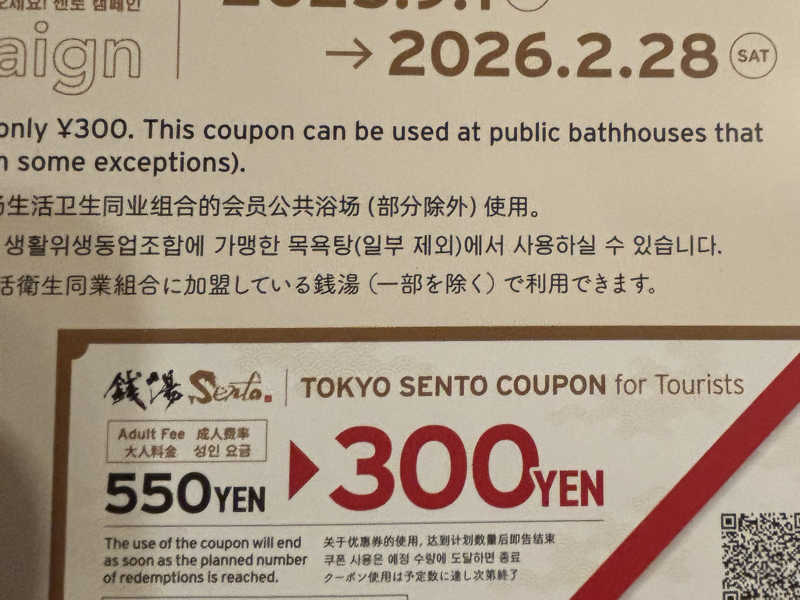 센토 캠페인
aign
→ 2026.2.28 SAT
only ¥300. This coupon can be used at public bathhouses that
some exceptions).
生活卫生同业组合的会员公共浴场(部分除外)使用。
생활위생동업조합에 가맹한 목욕탕(일부 제외)에서 사용하실 수 있습니다.
活衛生同業組合に加盟している銭湯(一部を除く)で利用できます。
銭湯 Sento. TOKYO SENTO COUPON for Tourists
Adult Fee 成人费率
大人料金 성인 요금
550YEN
300YEN
The use of the coupon will end
as soon as the planned number
of redemptions is reached.
关于优惠券的使用,达到计划数量后即告结束
쿠폰 사용은 예정 수량에 도달하면 종료
クーポン使用は予定数に達し次第終了